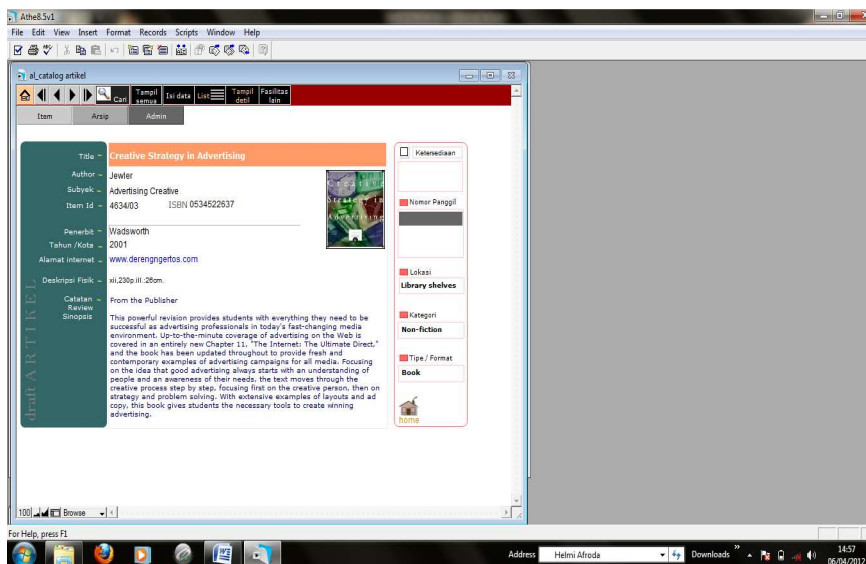 Athe8.5v1
File Edit View Insert Format Records Scripts Window Help
al_catalog artikel
Cari
Tampil semua
Isi data
List
Tampil detil
Fasilitas lain
Item Arsip Admin
Title ~ Creative Strategy in Advertising
Author ~ Jewler
Subyek ~ Advertising Creative
Item Id ~ 4634/03 ISBN 0534522637
Penerbit ~ Wadsworth
Tahun /Kota ~ 2001
Alamat internet ~ www.derengngertos.com
Deskripsi Fisik ~ xii,230p.ill.:26cm.
Catatan ~ From the Publisher
Review
Sinopsis
This powerful revision provides students with everything they need to be
successful as advertising professionals in today's fast-changing media
environment. Up-to-the-minute coverage of advertising on the Web is
covered in an entirely new Chapter 11, "The Internet: The Ultimate Direct,"
and the book has been updated throughout to provide fresh and
contemporary examples of advertising campaigns for all media. Focusing
on the idea that good advertising always starts with an understanding of
people and an awareness of their needs, the text moves through the
creative process step by step, focusing first on the creative person, then on
strategy and problem solving. With extensive examples of layouts and ad
copy, this book gives students the necessary tools to create winning
advertising.
draft ARTIKEL
Creative
Strategy in
Advertising
Ketersediaan
Nomor Panggil
Lokasi
Library shelves
Kategori
Non-fiction
Tipe / Format
Book
home
100 Browse
For Help, press F1
Address Helmi Afroda Downloads » 14:57
06/04/2012